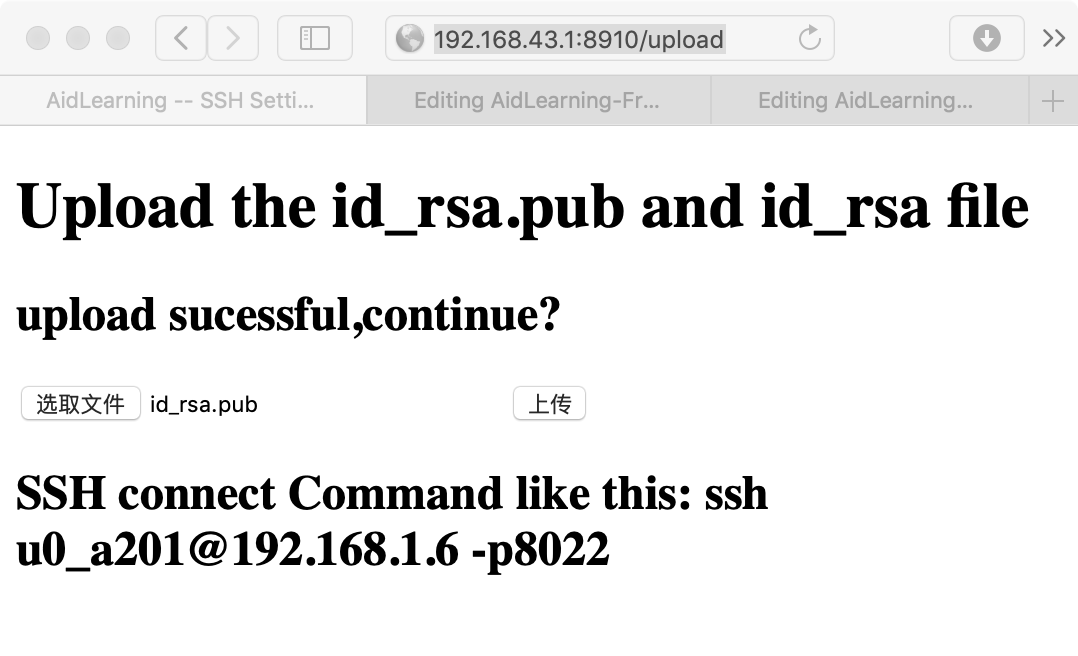 192.168.43.1:8910/upload
AidLearning -- SSH Setti... Editing AidLearning-Fr... Editing AidLearning...
Upload the id_rsa.pub and id_rsa file
upload sucessful,continue?
选取文件 id_rsa.pub 上传
SSH connect Command like this: ssh
u0_a201@192.168.1.6 -p8022